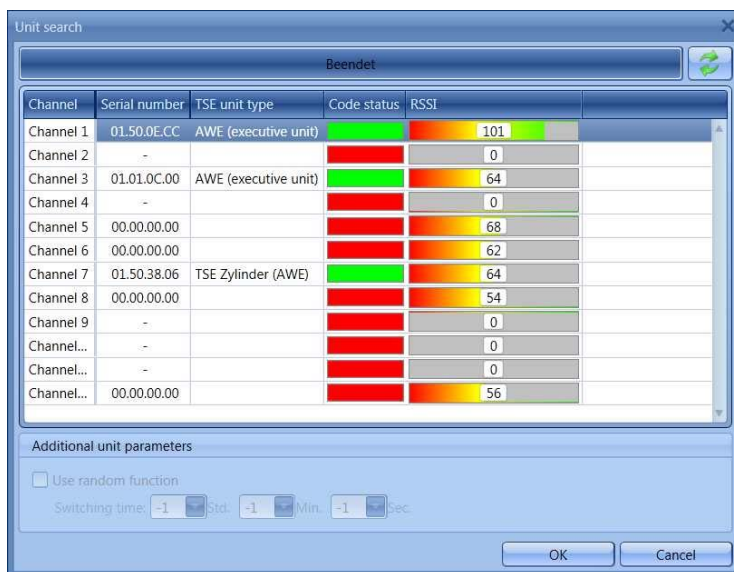 Unit search
Beendet
Channel Serial number TSE unit type Code status RSSI
Channel 1 01.50.0E.CC AWE (executive unit) 101
Channel 2 - 0
Channel 3 01.01.0C.00 AWE (executive unit) 64
Channel 4 - 0
Channel 5 00.00.00.00 68
Channel 6 00.00.00.00 62
Channel 7 01.50.38.06 TSE Zylinder (AWE) 64
Channel 8 00.00.00.00 54
Channel 9 - 0
Channel... - 0
Channel... - 0
Channel... 00.00.00.00 56
Additional unit parameters
Use random function
Switching time: -1 Std. -1 Min. -1 Sec.
OK Cancel